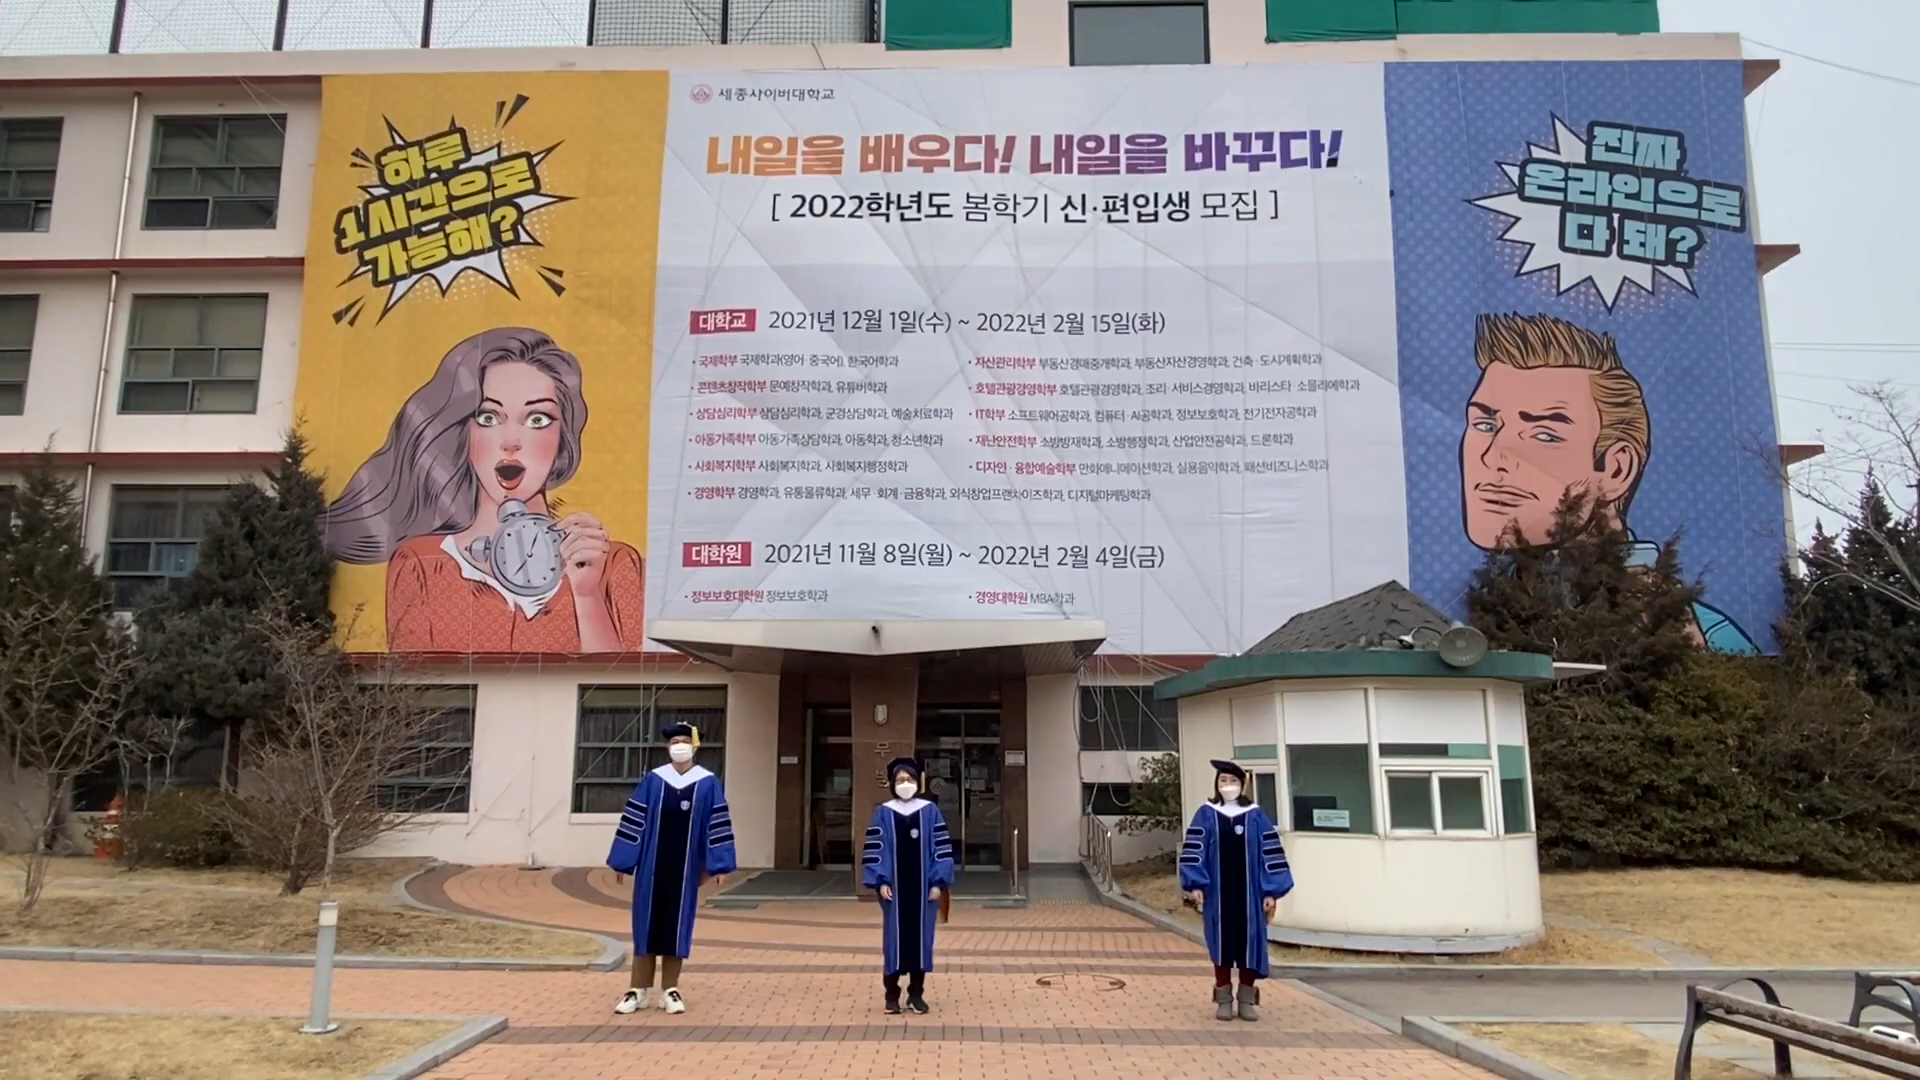 하루
1시간으로
가능해?
세종사이버대학교
내일을 배우다! 내일을 바꾸다!
[ 2022학년도 봄학기 신·편입생 모집 ]
대학교 2021년 12월 1일(수) ~ 2022년 2월 15일(화)
· 국제학부 국제학과(영어·중국어), 한국어학과
· 콘텐츠창작학부 문예창작학과, 유튜버학과
· 상담심리학부 상담심리학과, 군경상담학과, 예술치료학과
· 아동가족학부 아동가족상담학과, 아동학과, 청소년학과
· 사회복지학부 사회복지학과, 사회복지행정학과
· 경영학부 경영학과, 유통물류학과, 세무·회계·금융학과, 외식창업프랜차이즈학과, 디지털마케팅학과
· 자산관리학부 부동산경매중개학과, 부동산자산경영학과, 건축·도시계획학과
· 호텔관광경영학부 호텔관광경영학과, 조리·서비스경영학과, 바리스타·소믈리에학과
· IT학부 소프트웨어공학과, 컴퓨터·AI공학과, 정보보호학과, 전기전자공학과
· 재난안전학부 소방방재학과, 소방행정학과, 산업안전공학과, 드론학과
· 디자인·융합예술학부 만화애니메이션학과, 실용음악학과, 패션비즈니스학과
대학원 2021년 11월 8일(월) ~ 2022년 2월 4일(금)
· 정보보호대학원 정보보호학과
· 경영대학원 MBA학과
진짜
온라인으로
다 돼?